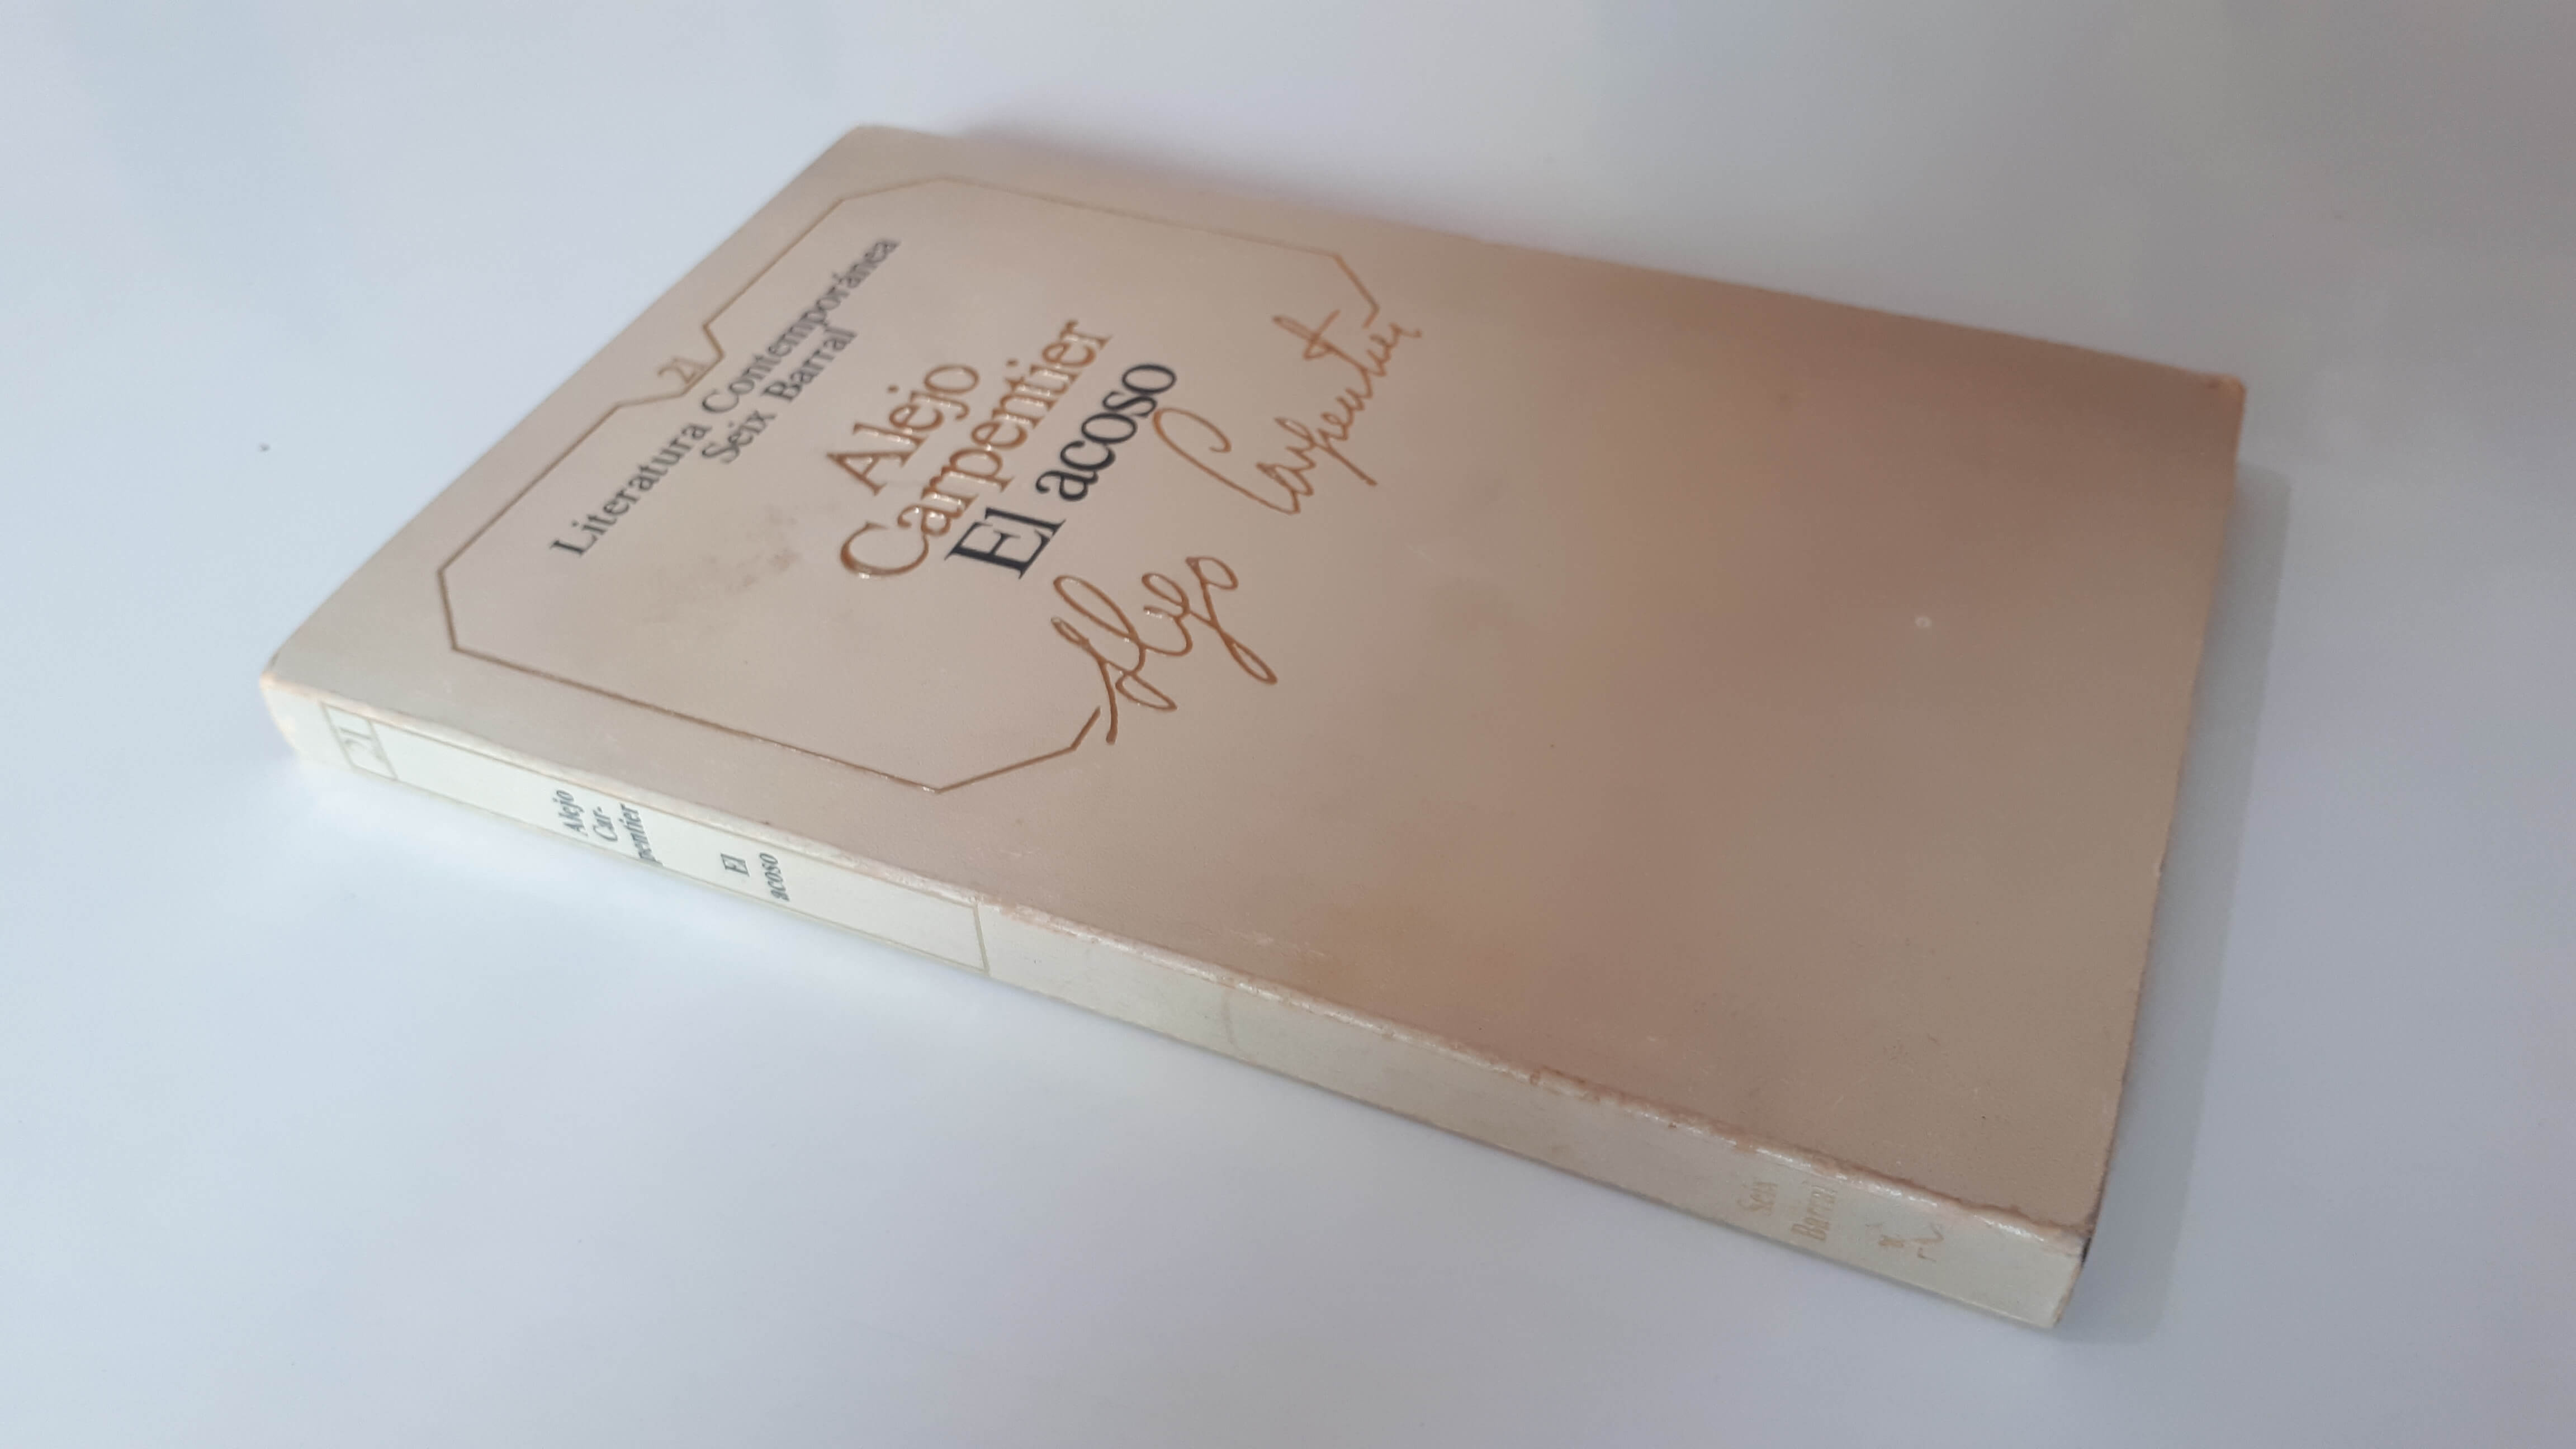 21
Literatura Contemporánea
Seix Barral
Alejo
Carpentier
El acoso
Alejo Carpentier
21
Alejo
Car-
pentier
El
acoso
Seix
Barral